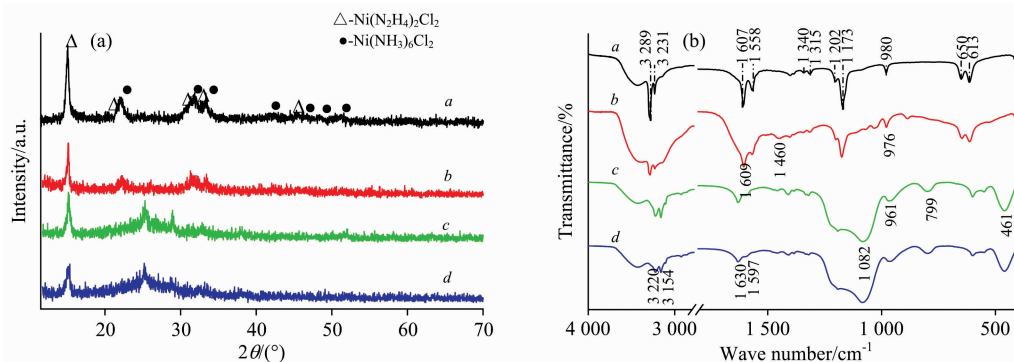 (a)
△-Ni(N2H4)2Cl2
●-Ni(NH3)6Cl2
a
b
c
d
Intensity/a.u.
20 30 40 50 60 70
2θ/(°)
(b)
3 289
3 231
1 607
1 558
1 340
1 315
1 202
1 173
980
650
613
a
b
1 609
1 460
976
c
961
799
461
d
1 082
3 220
3 154
1 630
1 597
Transmittance/%
4 000 3 000 1 500 1 000 500
Wave number/cm⁻¹